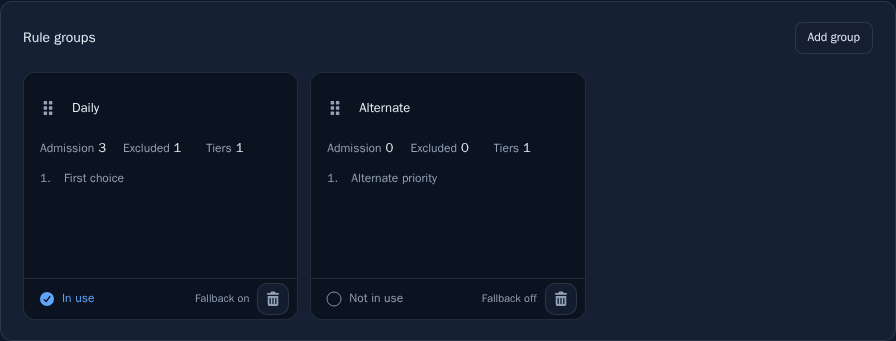 Rule groups
Add group
Daily
Admission 3 Excluded 1 Tiers 1
1. First choice
In use
Fallback on
Alternate
Admission 0 Excluded 0 Tiers 1
1. Alternate priority
Not in use
Fallback off